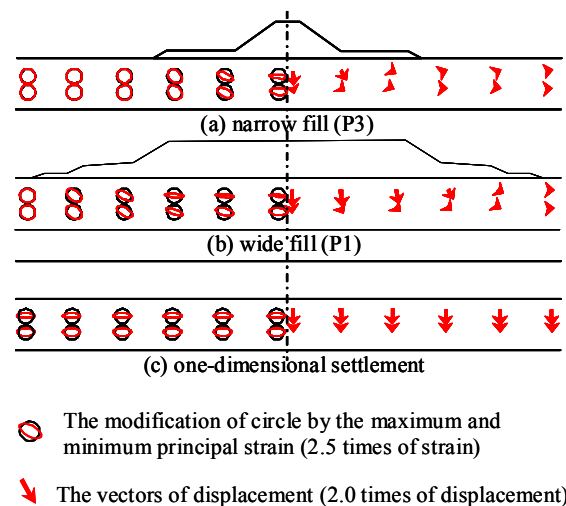 (a) narrow fill (P3)
(b) wide fill (P1)
(c) one-dimensional settlement
The modification of circle by the maximum and
minimum principal strain (2.5 times of strain)
The vectors of displacement (2.0 times of displacement)